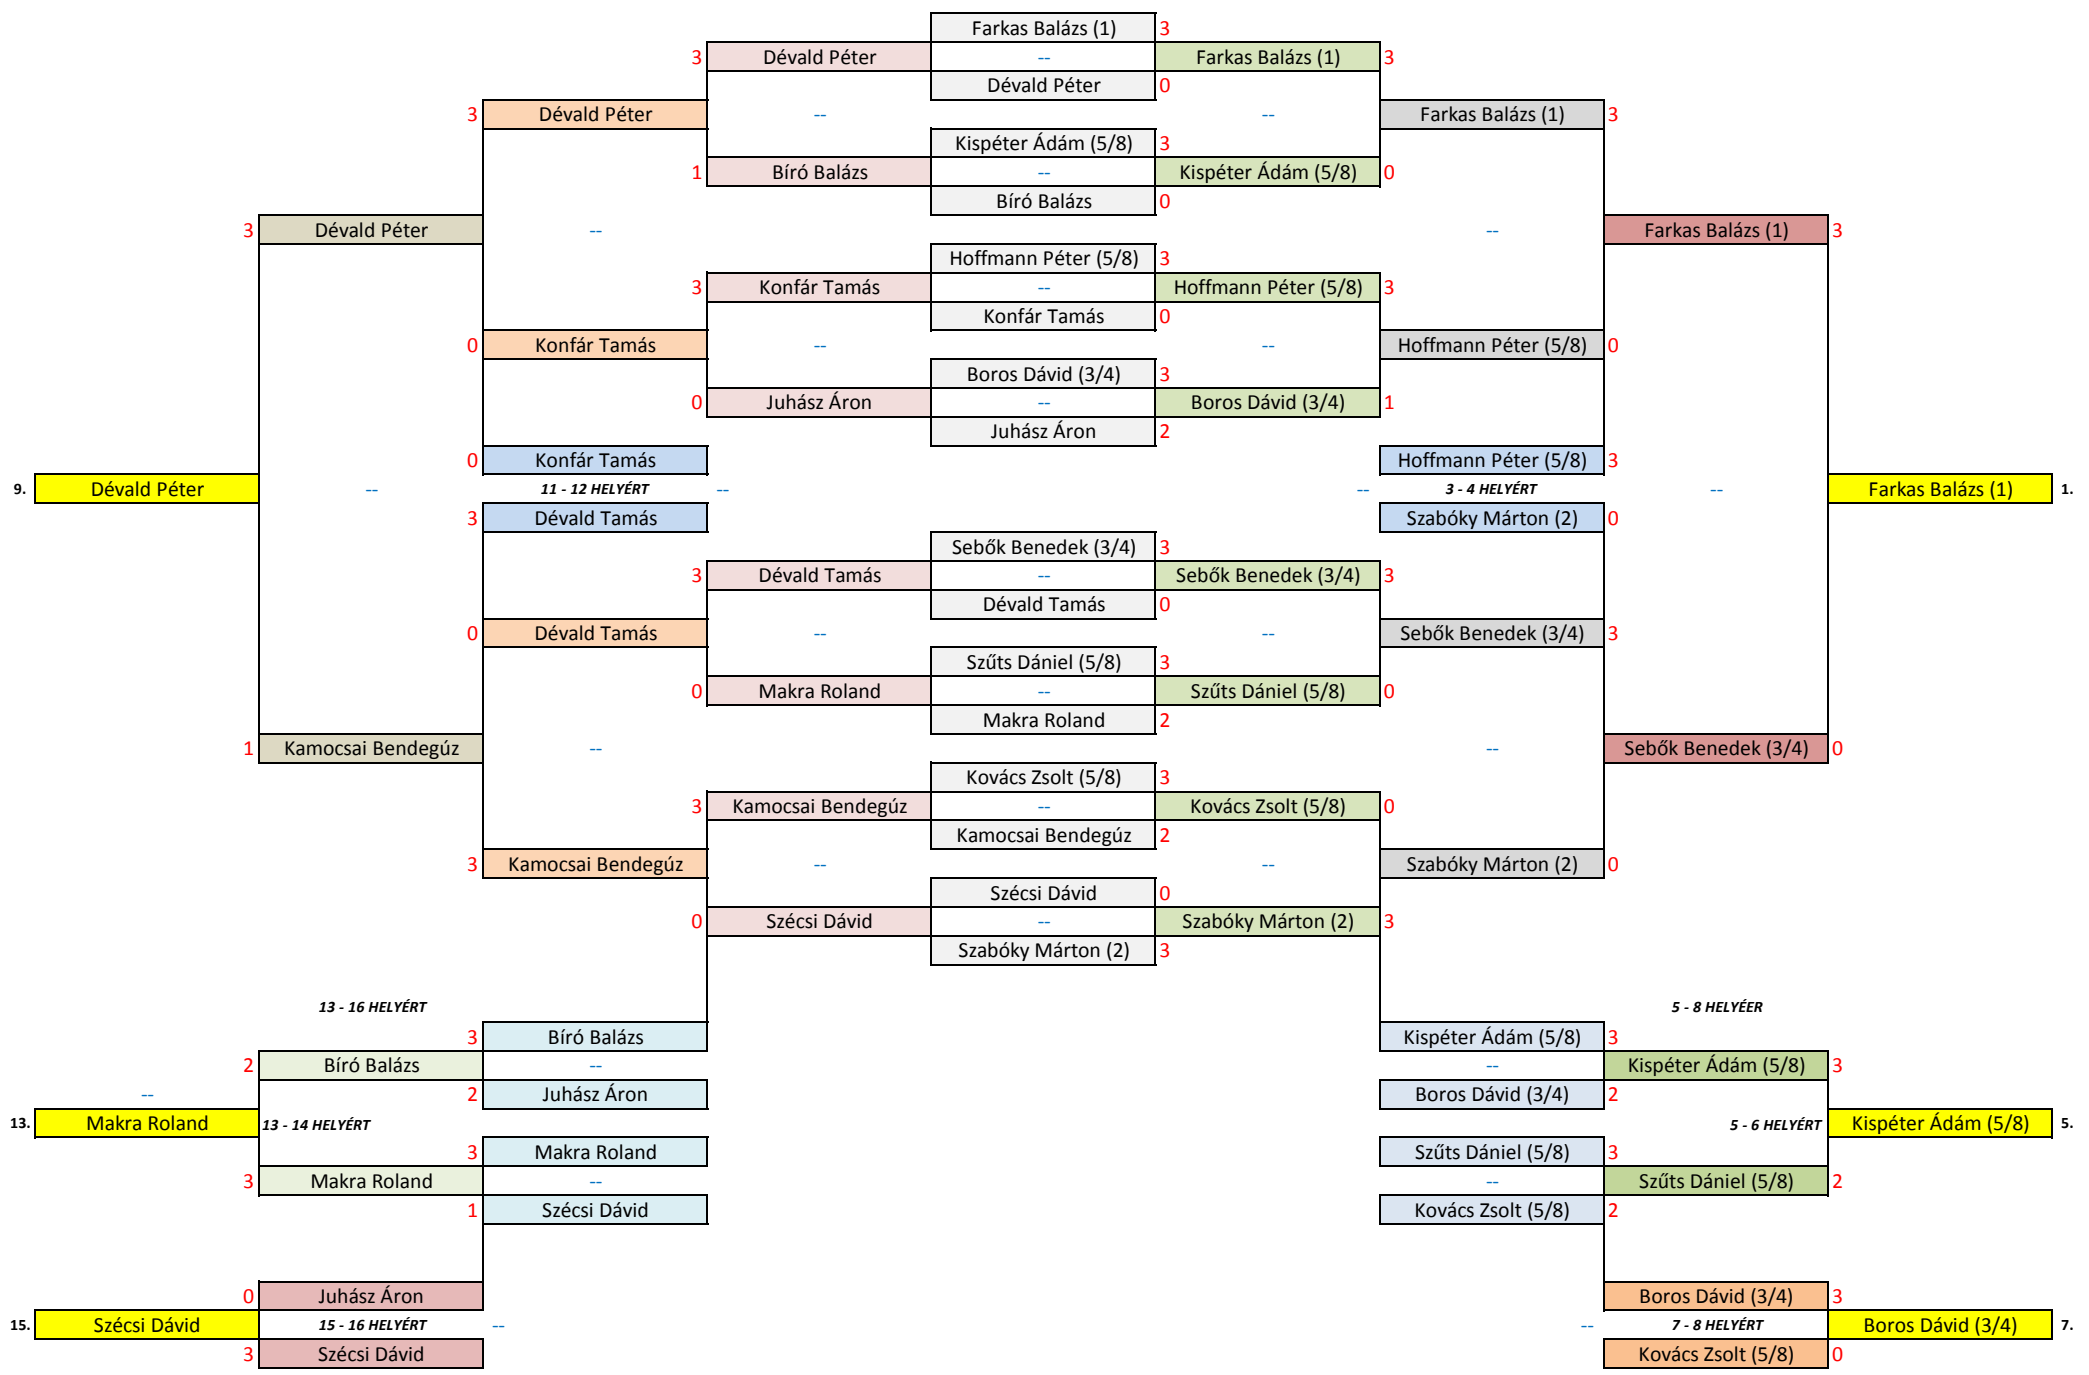 Farkas Balázs (1) 3
3 Dévald Péter -- Farkas Balázs (1) 3
Dévald Péter 0
3 Dévald Péter -- -- Farkas Balázs (1) 3
Kispéter Ádám (5/8) 3
1 Bíró Balázs -- Kispéter Ádám (5/8) 0
Bíró Balázs 0
3 Dévald Péter -- -- Farkas Balázs (1) 3
Hoffmann Péter (5/8) 3
3 Konfár Tamás -- Hoffmann Péter (5/8) 3
Konfár Tamás 0
0 Konfár Tamás -- -- Hoffmann Péter (5/8) 0
Boros Dávid (3/4) 3
0 Juhász Áron -- Boros Dávid (3/4) 1
Juhász Áron 2
0 Konfár Tamás Hoffmann Péter (5/8) 3
9. Dévald Péter -- 11 - 12 HELYÉRT -- -- 3 - 4 HELYÉRT -- Farkas Balázs (1) 1.
3 Dévald Tamás Szabóky Márton (2) 0
Sebők Benedek (3/4) 3
3 Dévald Tamás -- Sebők Benedek (3/4) 3
Dévald Tamás 0
0 Dévald Tamás -- -- Sebők Benedek (3/4) 3
Szűts Dániel (5/8) 3
0 Makra Roland -- Szűts Dániel (5/8) 0
Makra Roland 2
1 Kamocsai Bendegúz -- -- Sebők Benedek (3/4) 0
Kovács Zsolt (5/8) 3
3 Kamocsai Bendegúz -- Kovács Zsolt (5/8) 0
Kamocsai Bendegúz 2
3 Kamocsai Bendegúz -- -- Szabóky Márton (2) 0
Szécsi Dávid 0
0 Szécsi Dávid -- Szabóky Márton (2) 3
Szabóky Márton (2) 3
13 - 16 HELYÉRT 5 - 8 HELYÉER
3 Bíró Balázs Kispéter Ádám (5/8) 3
2 Bíró Balázs -- -- Kispéter Ádám (5/8) 3
-- 2 Juhász Áron Boros Dávid (3/4) 2
13. Makra Roland 13 - 14 HELYÉRT 5 - 6 HELYÉRT Kispéter Ádám (5/8) 5.
3 Makra Roland Szűts Dániel (5/8) 3
3 Makra Roland -- -- Szűts Dániel (5/8) 2
1 Szécsi Dávid Kovács Zsolt (5/8) 2
0 Juhász Áron Boros Dávid (3/4) 3
15. Szécsi Dávid 15 - 16 HELYÉRT -- -- 7 - 8 HELYÉRT Boros Dávid (3/4) 7.
3 Szécsi Dávid Kovács Zsolt (5/8) 0